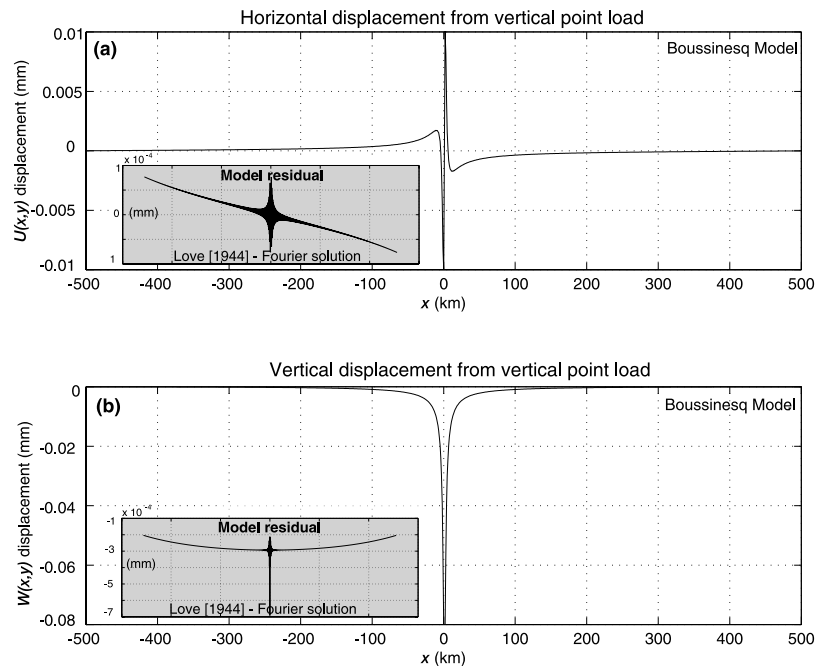 Horizontal displacement from vertical point load
0.01
(a)
Boussinesq Model
0.005
0
-0.005
-0.01
U(x,y) displacement (mm)
x 10 -4
1
Model residual
0
(mm)
1
Love [1944] - Fourier solution
-500 -400 -300 -200 -100 0 100 200 300 400 500
x (km)
Vertical displacement from vertical point load
0
(b)
Boussinesq Model
-0.02
-0.04
-0.06
-0.08
W(x,y) displacement (mm)
x 10 -4
-1
Model residual
-3
(mm)
-5
-7
Love [1944] - Fourier solution
-500 -400 -300 -200 -100 0 100 200 300 400 500
x (km)